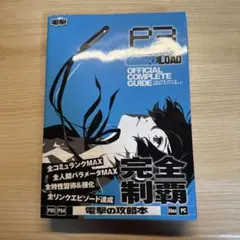 電撃
P3
RELOAD
OFFICIAL
COMPLETE
GUIDE
全コミュランクMAX
全人間パラメータMAX
全特性習得&強化
全リンクエピソード達成
完全
制覇
PS5 PS4
電撃の攻略本
Xbox PC